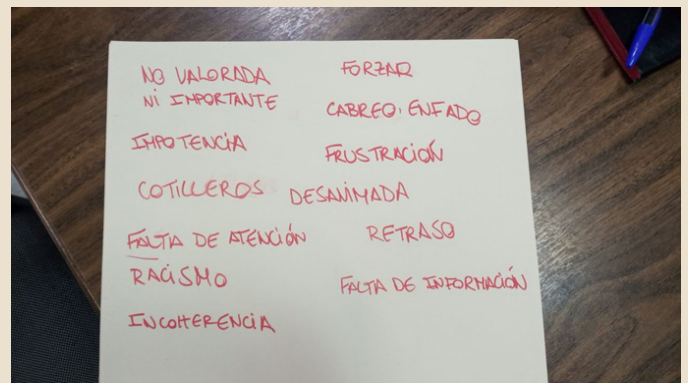 NO VALORADA
NI IMPORTANTE
IMPOTENCIA
COTILLEROS
FALTA DE ATENCIÓN
RACISMO
INCOHERENCIA
FORZAR
CABREO, ENFADO
FRUSTRACIÓN
DESANIMADA
RETRASO
FALTA DE INFORMACIÓN